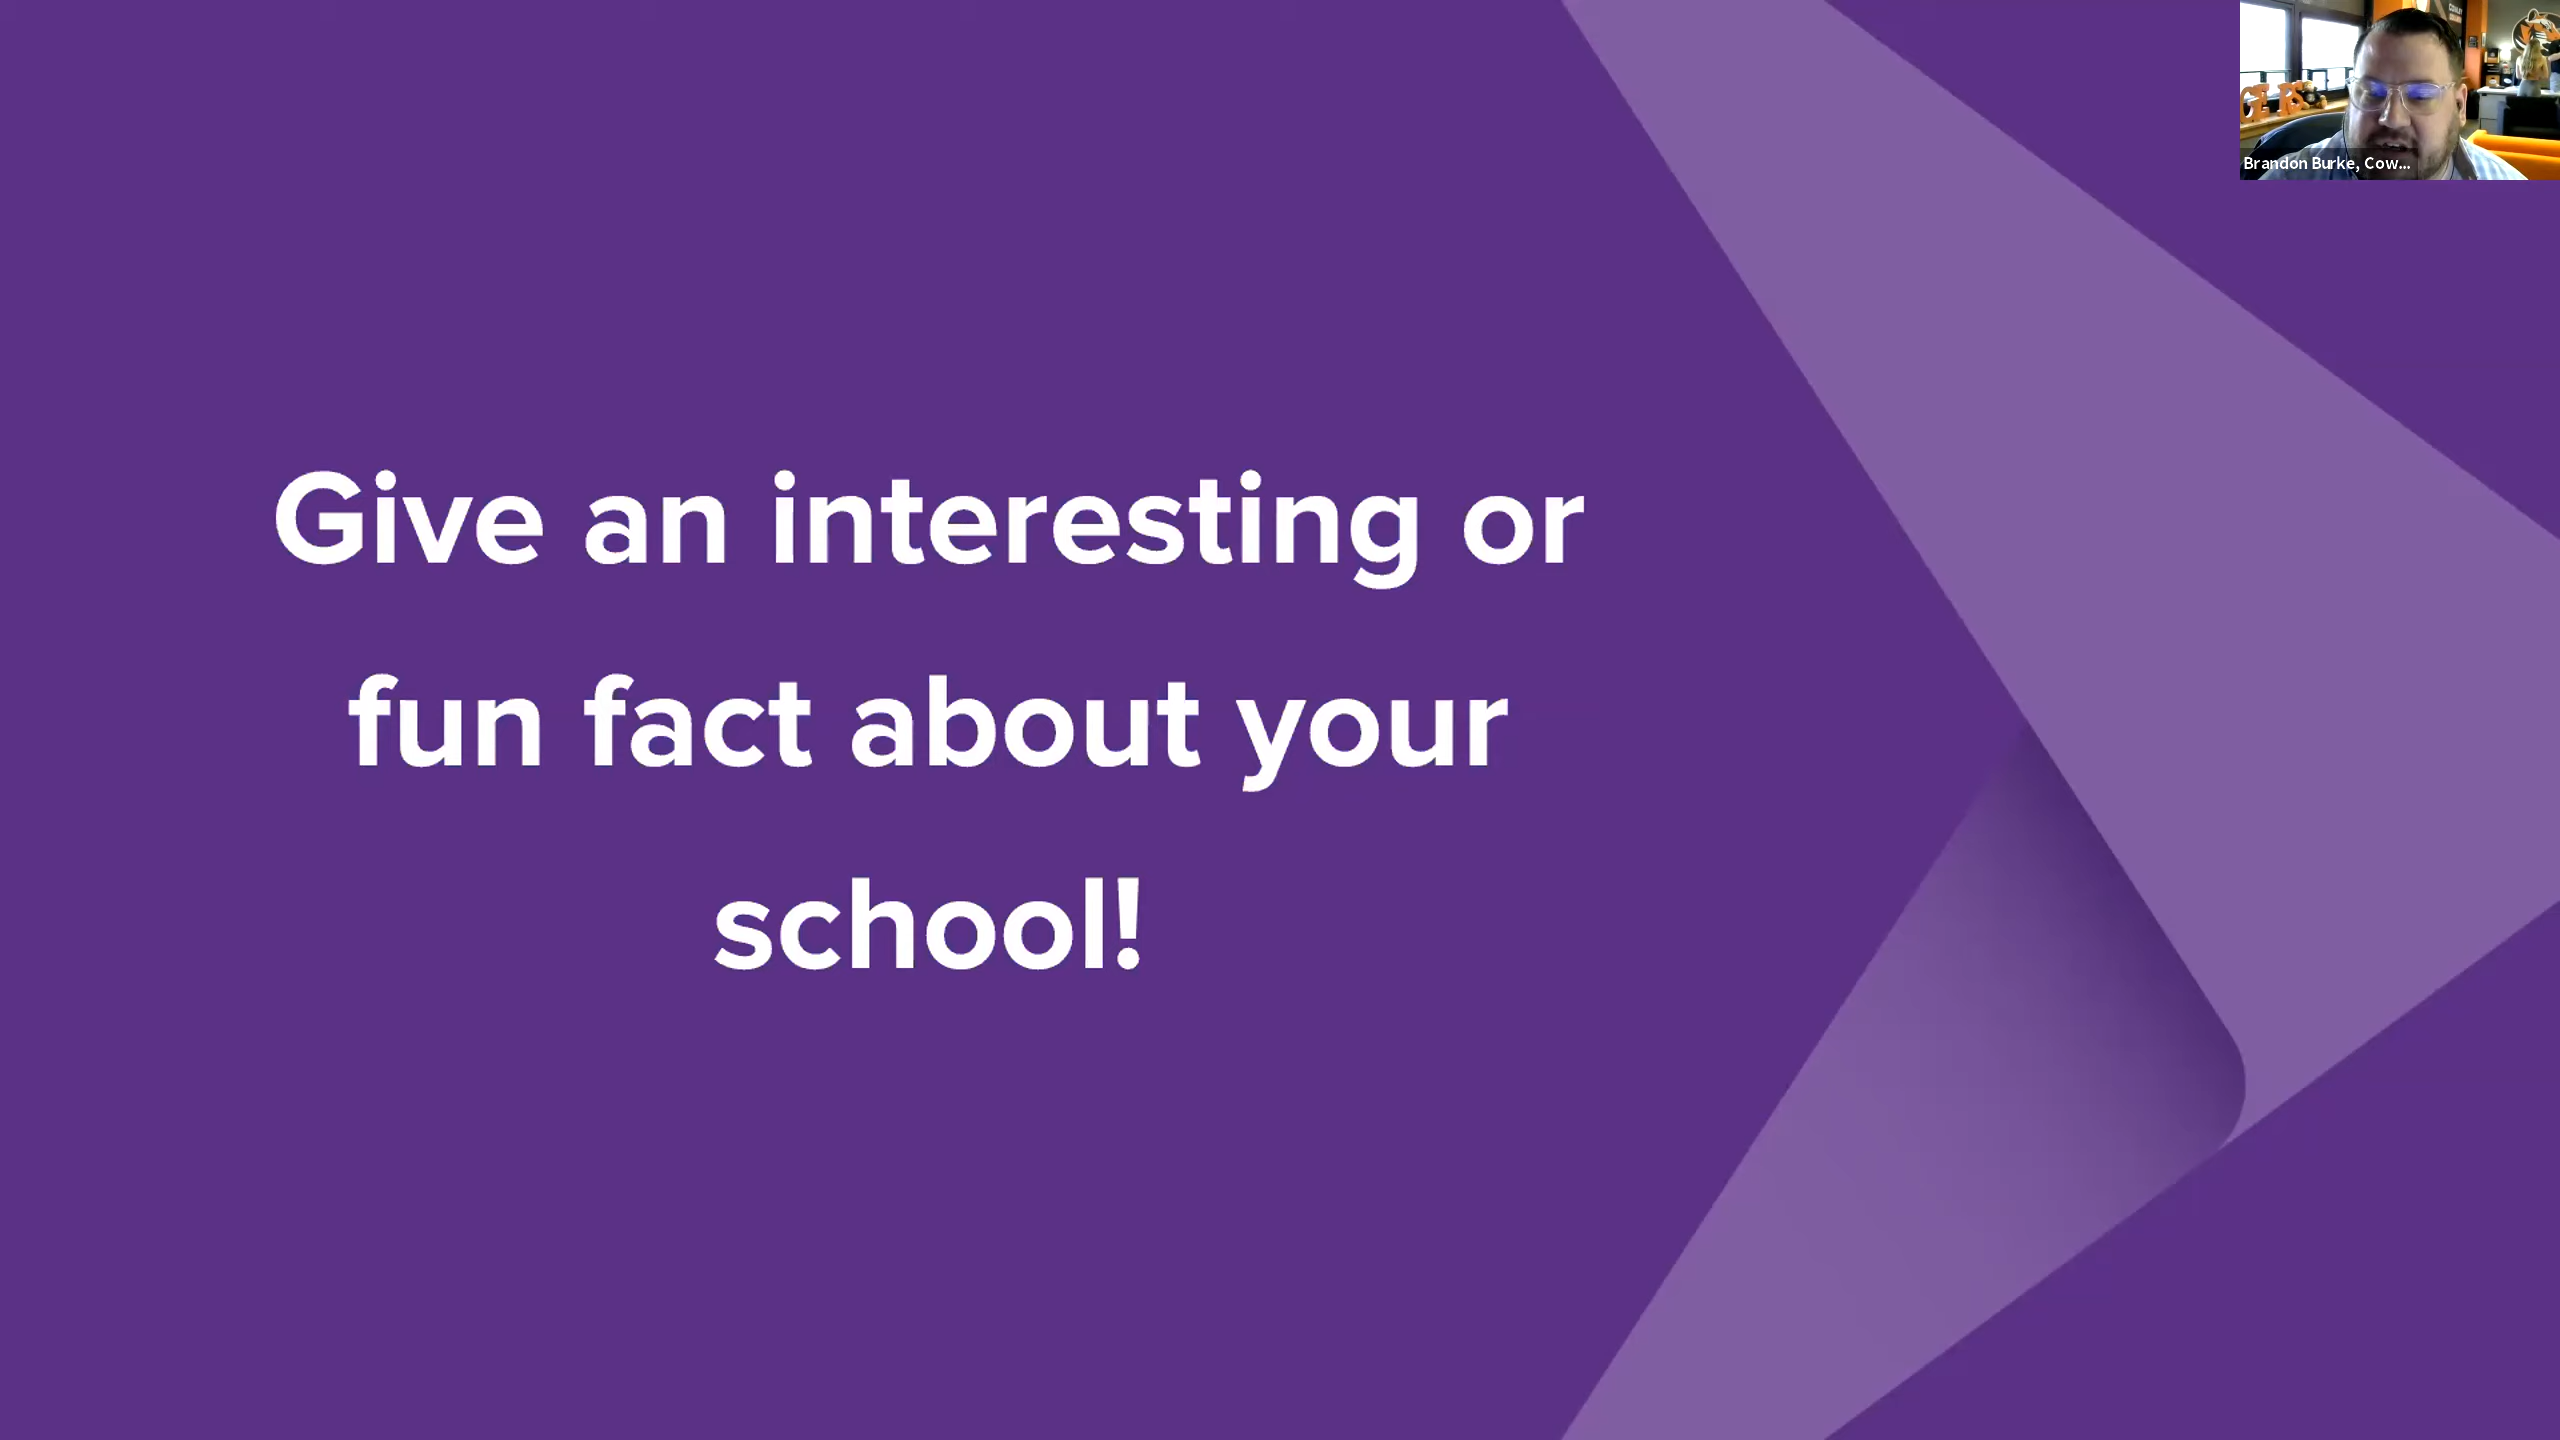 Give an interesting or
fun fact about your
school!
Brandon Burke, Cow...